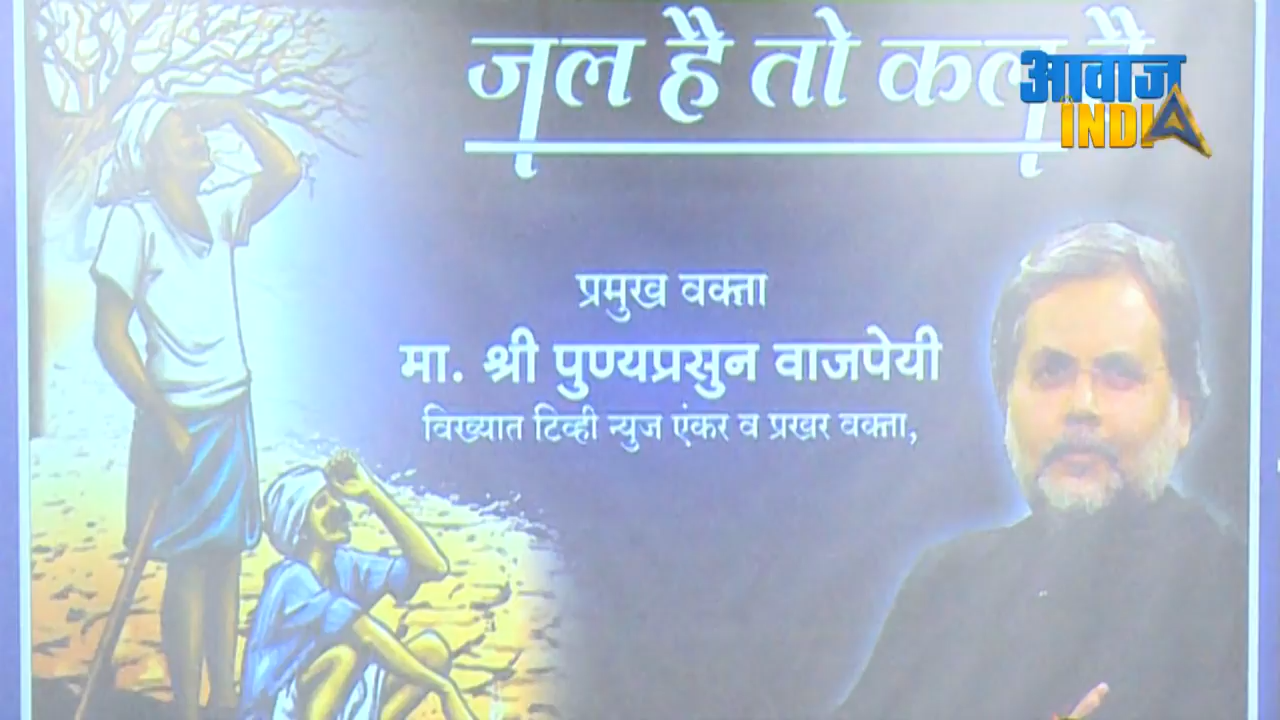 जल है तो कल है
आवाज
INDIA
प्रमुख वक्ता
मा. श्री पुण्यप्रसुन वाजपेयी
विख्यात टिव्ही न्युज एंकर व प्रखर वक्ता,